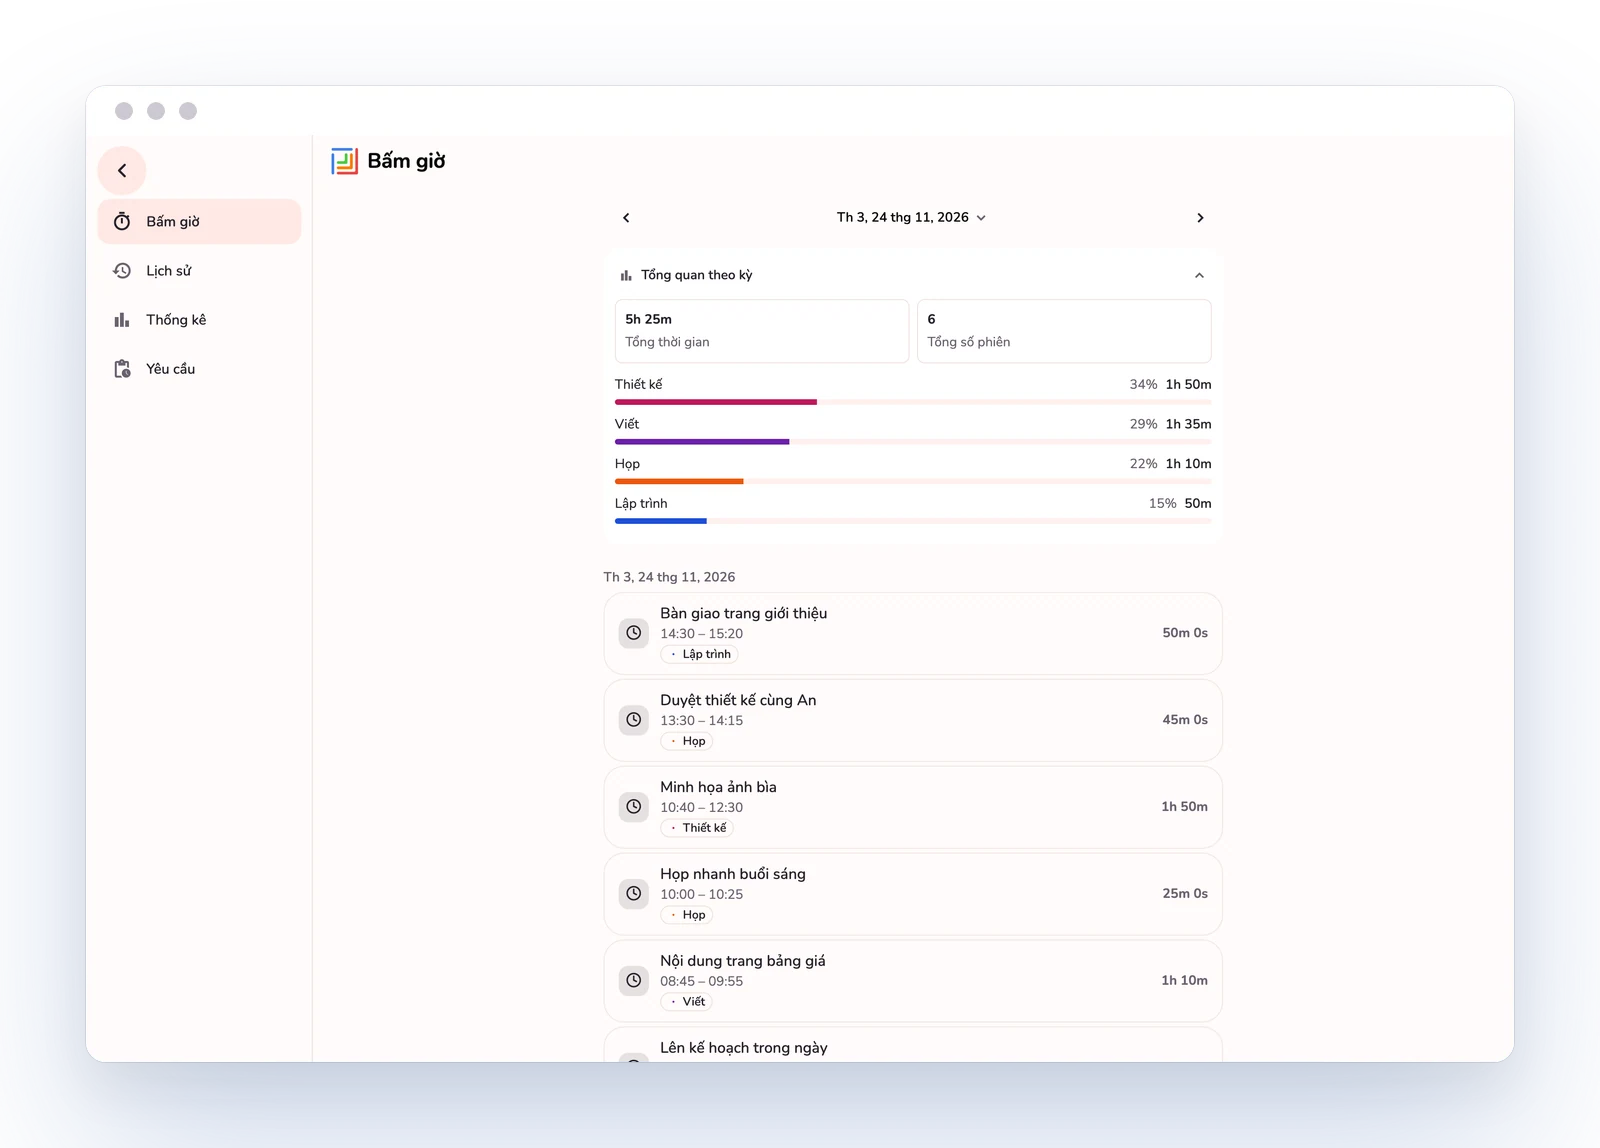 Bấm giờ
Bấm giờ
Lịch sử
Thống kê
Yêu cầu
Th 3, 24 thg 11, 2026
Tổng quan theo kỳ
5h 25m
Tổng thời gian
6
Tổng số phiên
Thiết kế 34% 1h 50m
Viết 29% 1h 35m
Họp 22% 1h 10m
Lập trình 15% 50m
Th 3, 24 thg 11, 2026
Bàn giao trang giới thiệu
14:30 – 15:20
Lập trình
50m 0s
Duyệt thiết kế cùng An
13:30 – 14:15
Họp
45m 0s
Minh họa ảnh bìa
10:40 – 12:30
Thiết kế
1h 50m
Họp nhanh buổi sáng
10:00 – 10:25
Họp
25m 0s
Nội dung trang bảng giá
08:45 – 09:55
Viết
1h 10m
Lên kế hoạch trong ngày